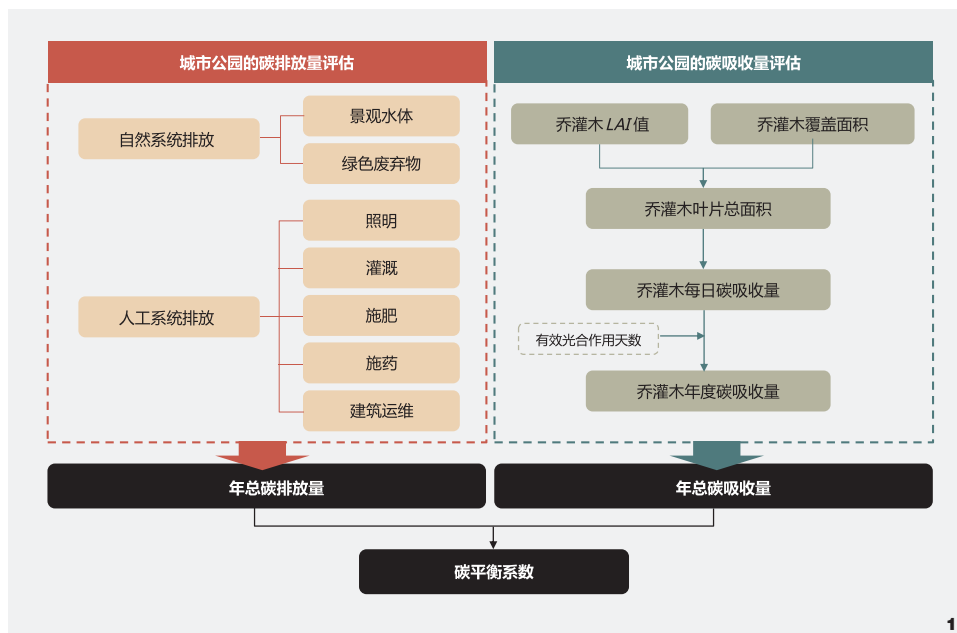 城市公园的碳排放量评估
自然系统排放
景观水体
绿色废弃物
人工系统排放
照明
灌溉
施肥
施药
建筑运维
年总碳排放量
城市公园的碳吸收量评估
乔灌木LAI值
乔灌木覆盖面积
乔灌木叶片总面积
乔灌木每日碳吸收量
有效光合作用天数
乔灌木年度碳吸收量
年总碳吸收量
碳平衡系数
1